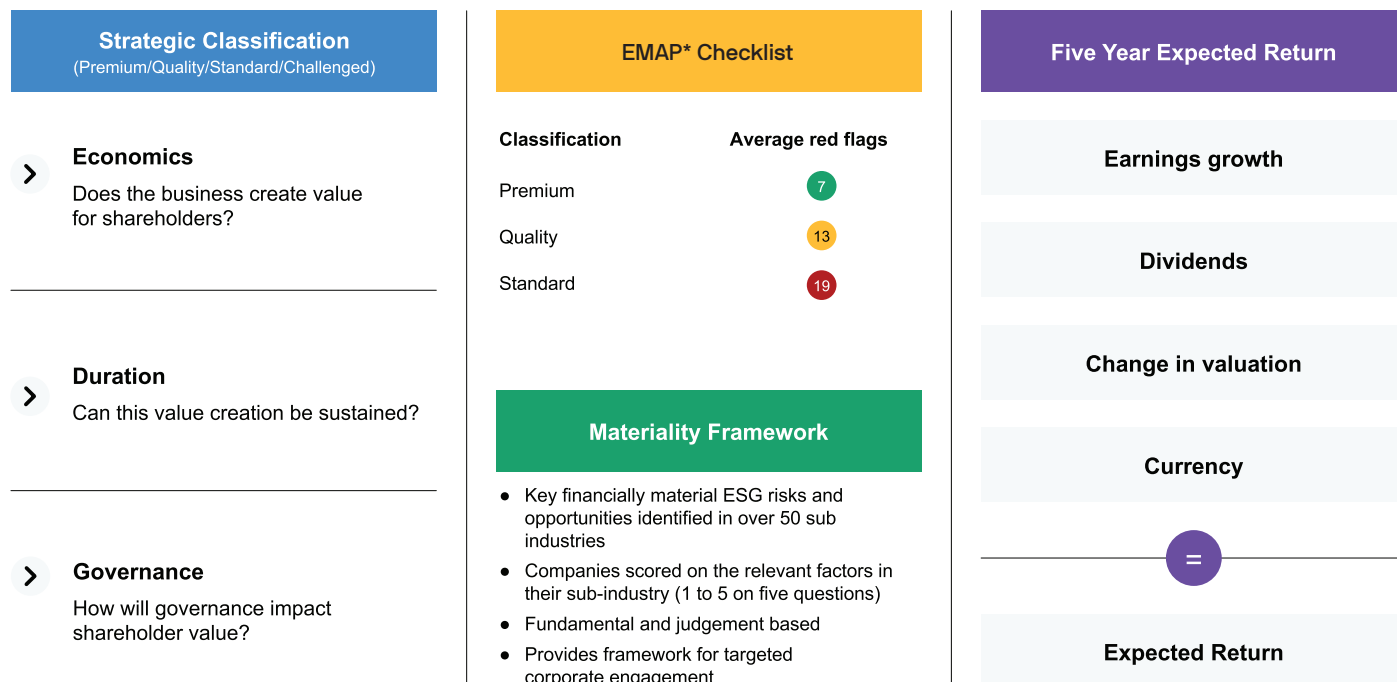 Strategic Classification
(Premium/Quality/Standard/Challenged)
Economics
Does the business create value
for shareholders?
Duration
Can this value creation be sustained?
Governance
How will governance impact
shareholder value?
EMAP* Checklist
Classification Average red flags
Premium 7
Quality 13
Standard 19
Materiality Framework
● Key financially material ESG risks and
opportunities identified in over 50 sub
industries
● Companies scored on the relevant factors in
their sub-industry (1 to 5 on five questions)
● Fundamental and judgement based
● Provides framework for targeted
corporate engagement
Five Year Expected Return
Earnings growth
Dividends
Change in valuation
Currency
=
Expected Return